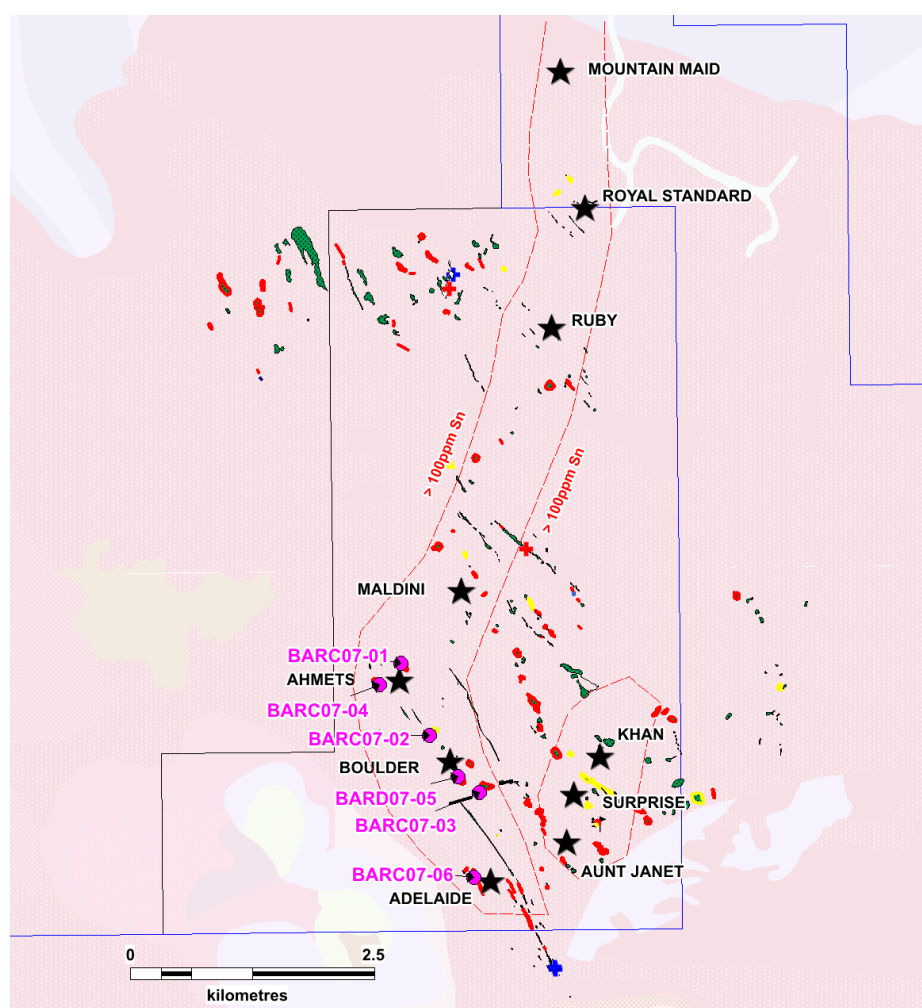 MOUNTAIN MAID
ROYAL STANDARD
RUBY
> 100ppm Sn
> 100ppm Sn
MALDINI
BARC07-01
AHMETS
BARC07-04
BARC07-02
KHAN
BOULDER
BARD07-05
SURPRISE
BARC07-03
AUNT JANET
BARC07-06
ADELAIDE
0 2.5
kilometres